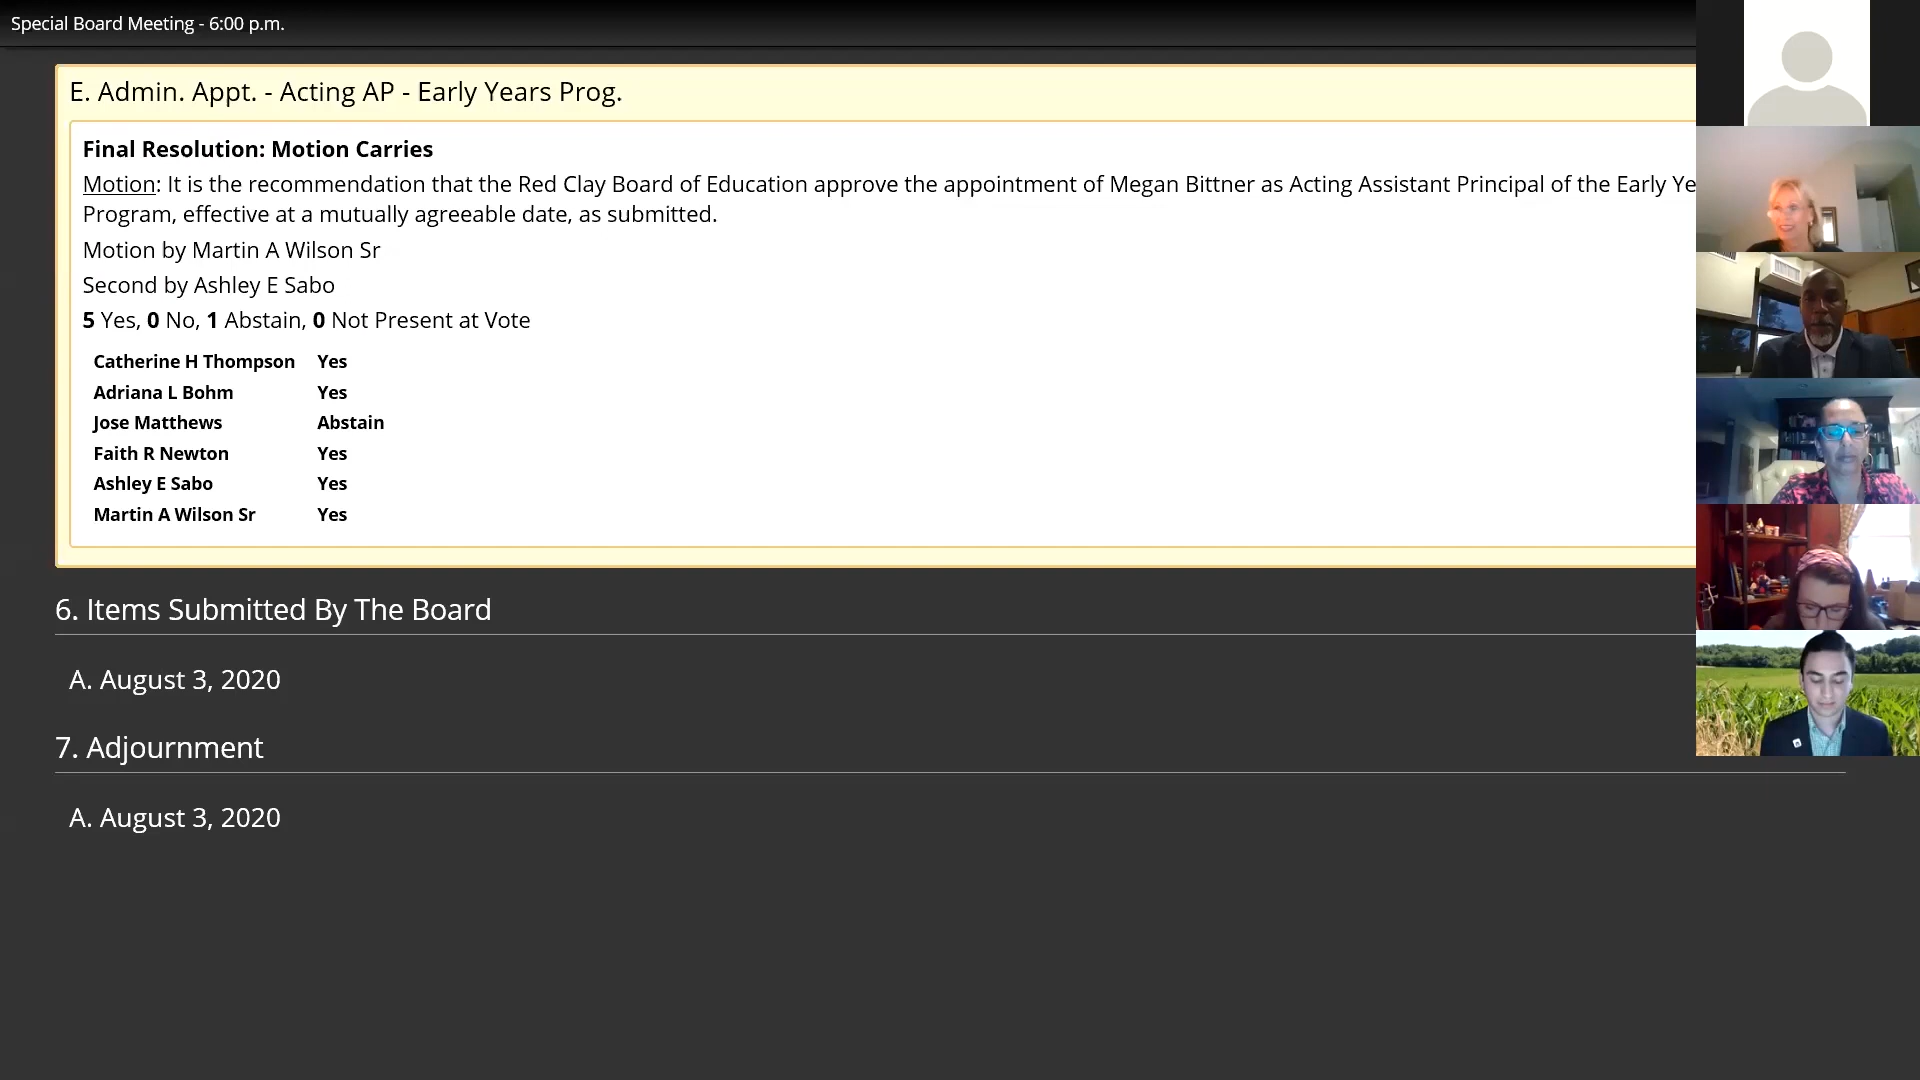 Special Board Meeting - 6:00 p.m.
E. Admin. Appt. - Acting AP - Early Years Prog.
Final Resolution: Motion Carries
Motion: It is the recommendation that the Red Clay Board of Education approve the appointment of Megan Bittner as Acting Assistant Principal of the Early Ye
Program, effective at a mutually agreeable date, as submitted.
Motion by Martin A Wilson Sr
Second by Ashley E Sabo
5 Yes, 0 No, 1 Abstain, 0 Not Present at Vote
Catherine H Thompson Yes
Adriana L Bohm Yes
Jose Matthews Abstain
Faith R Newton Yes
Ashley E Sabo Yes
Martin A Wilson Sr Yes
6. Items Submitted By The Board
A. August 3, 2020
7. Adjournment
A. August 3, 2020